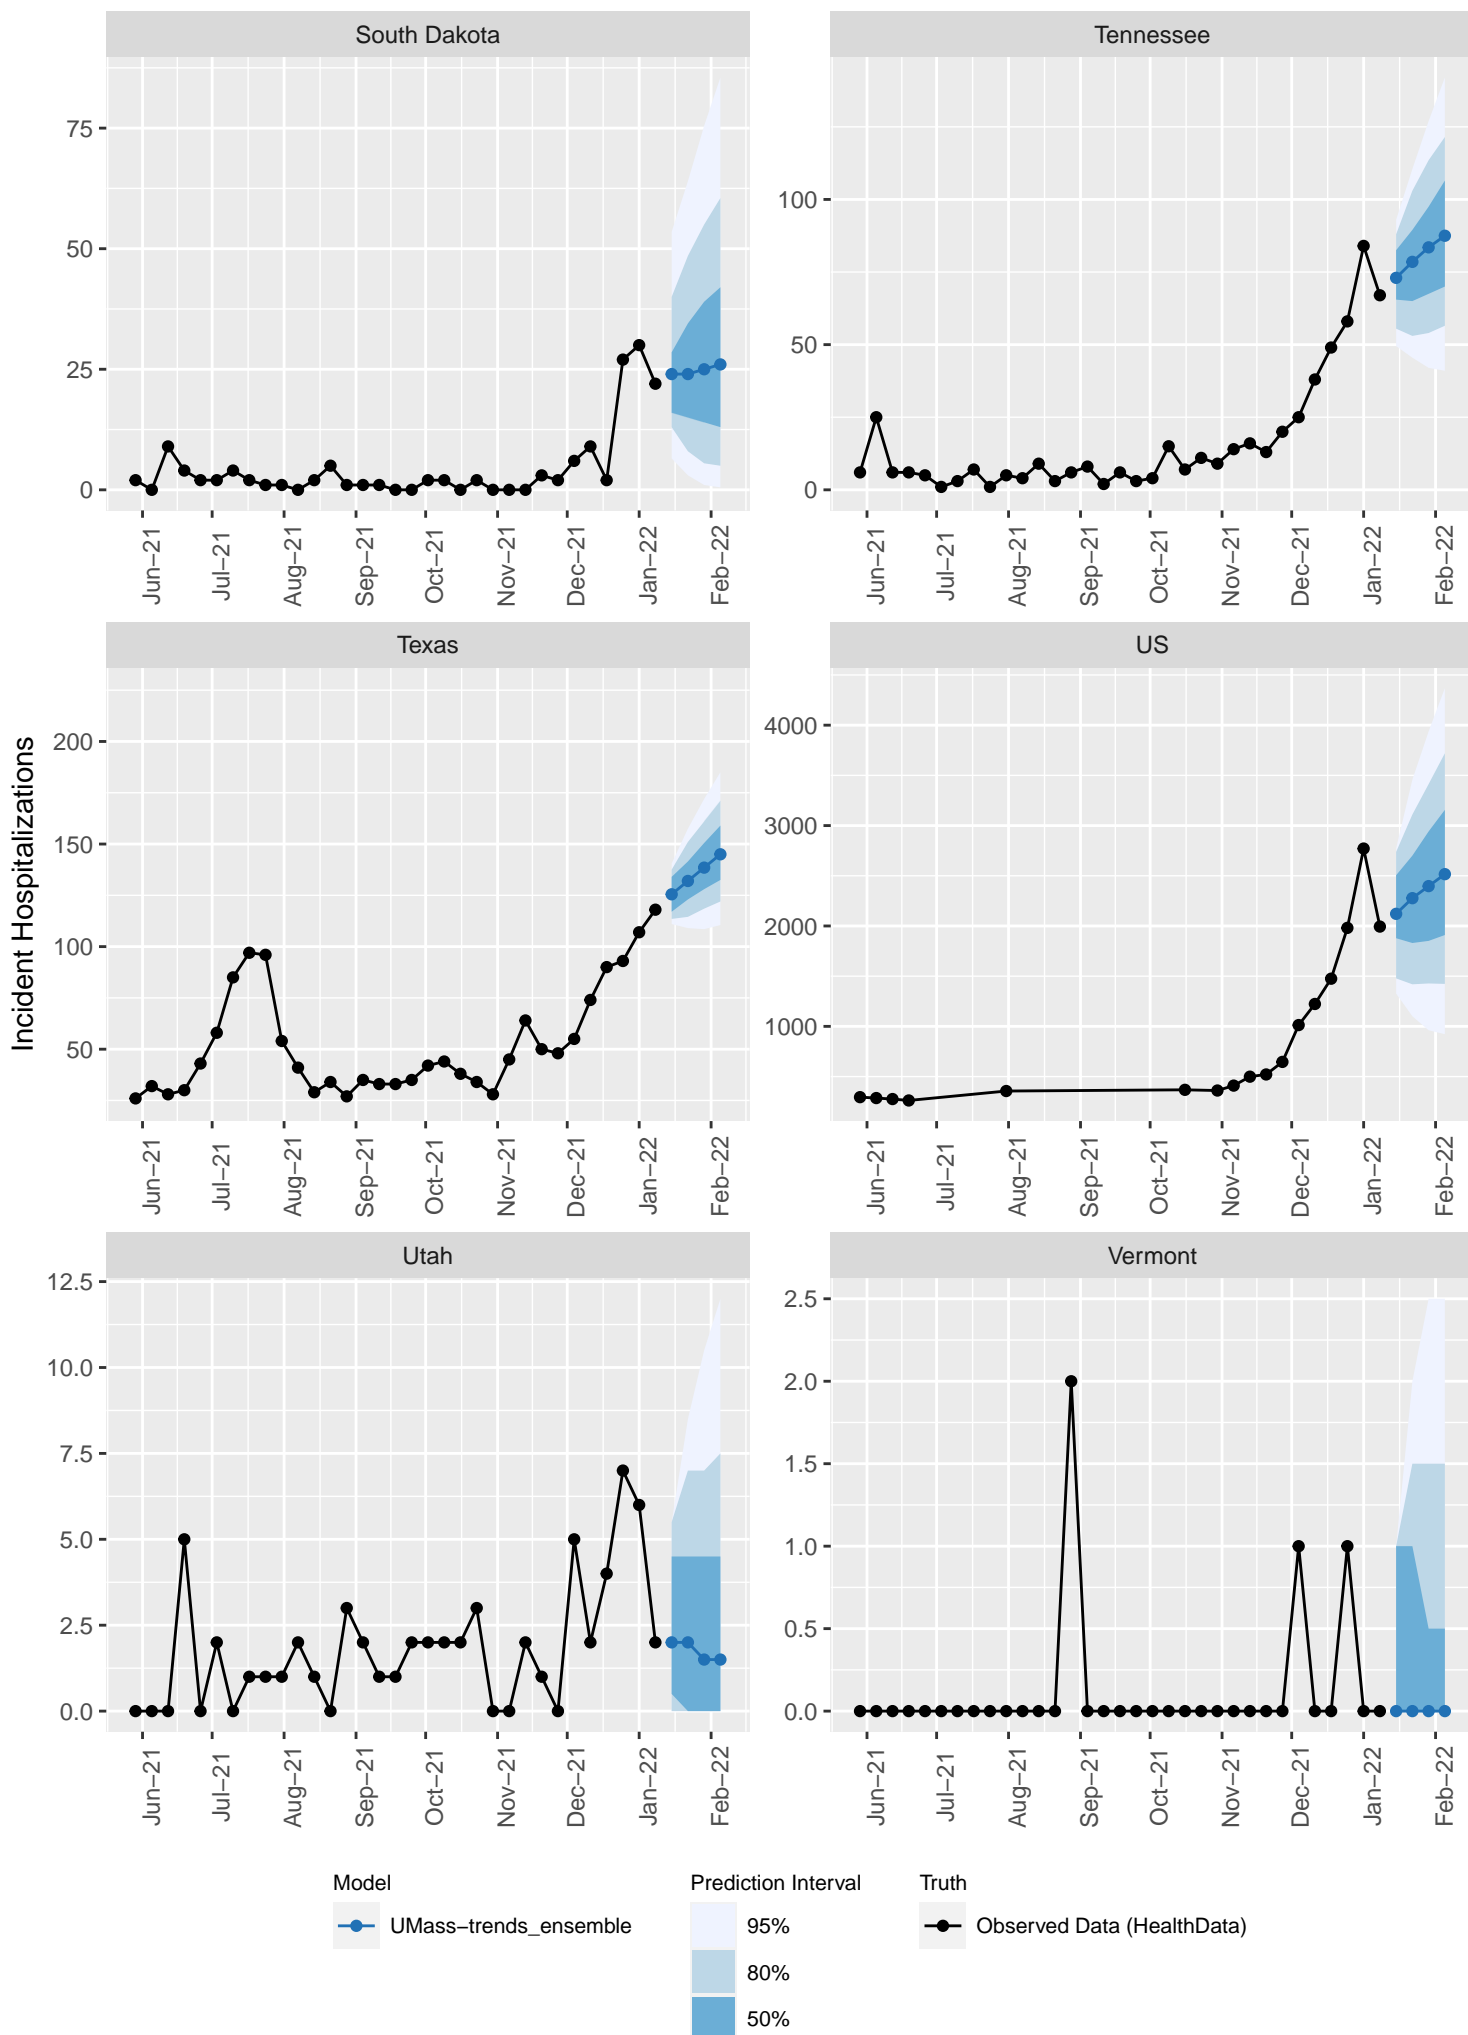 South Dakota
Tennessee
75
50
25
0
100
50
0
Jun–21
Jul–21
Aug–21
Sep–21
Oct–21
Nov–21
Dec–21
Jan–22
Feb–22
Jun–21
Jul–21
Aug–21
Sep–21
Oct–21
Nov–21
Dec–21
Jan–22
Feb–22
Incident Hospitalizations
Texas
US
200
150
100
50
4000
3000
2000
1000
Jun–21
Jul–21
Aug–21
Sep–21
Oct–21
Nov–21
Dec–21
Jan–22
Feb–22
Jun–21
Jul–21
Aug–21
Sep–21
Oct–21
Nov–21
Dec–21
Jan–22
Feb–22
Utah
Vermont
12.5
10.0
7.5
5.0
2.5
0.0
2.5
2.0
1.5
1.0
0.5
0.0
Jun–21
Jul–21
Aug–21
Sep–21
Oct–21
Nov–21
Dec–21
Jan–22
Feb–22
Jun–21
Jul–21
Aug–21
Sep–21
Oct–21
Nov–21
Dec–21
Jan–22
Feb–22
Model
UMass–trends_ensemble
Prediction Interval
95%
80%
50%
Truth
Observed Data (HealthData)